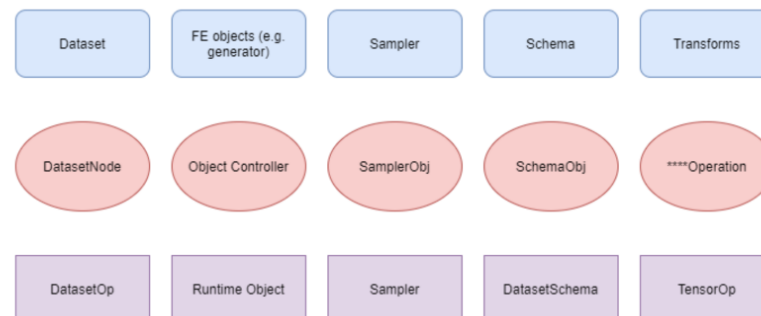 Dataset
FE objects (e.g.
generator)
Sampler
Schema
Transforms
DatasetNode
Object Controller
SamplerObj
SchemaObj
****Operation
DatasetOp
Runtime Object
Sampler
DatasetSchema
TensorOp